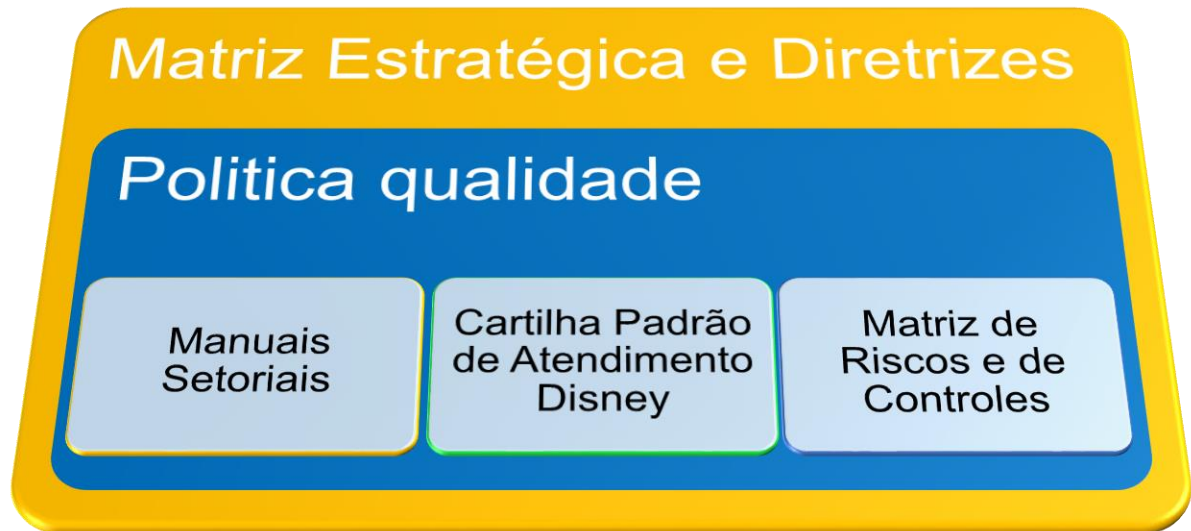 Matriz Estratégica e Diretrizes
Politica qualidade
Manuais
Setoriais
Cartilha Padrão
de Atendimento
Disney
Matriz de
Riscos e de
Controles